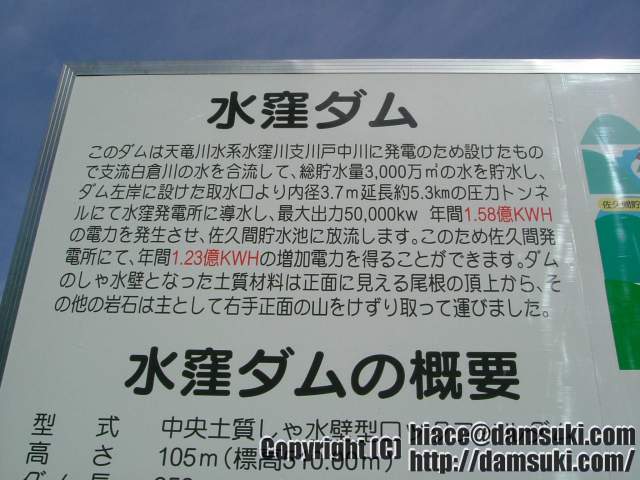 水窪ダム
このダムは天竜川水系水窪川支川戸中川に発電のため設けたもの
で支流白倉川の水を合流して、総貯水量3,000万㎥の水を貯水し、
ダム左岸に設けた取水口より内径3.7m延長約5.3kmの圧力トンネ
ルにて水窪発電所に導水し、最大出力50,000kw 年間1.58億KWH
の電力を発生させ、佐久間貯水池に放流します。このため佐久間発
電所にて、年間1.23億KWHの増加電力を得ることができます。ダム
のしゃ水壁となった土質材料は正面に見える尾根の頂上から、そ
の他の岩石は主として右手正面の山をけずり取って運びました。
佐久間貯
水窪ダムの概要
型 式 中央土質しゃ水壁型ロ
高 さ 105m(標高310.00m)
Copyright (C) hiace@damsuki.com
http://damsuki.com/